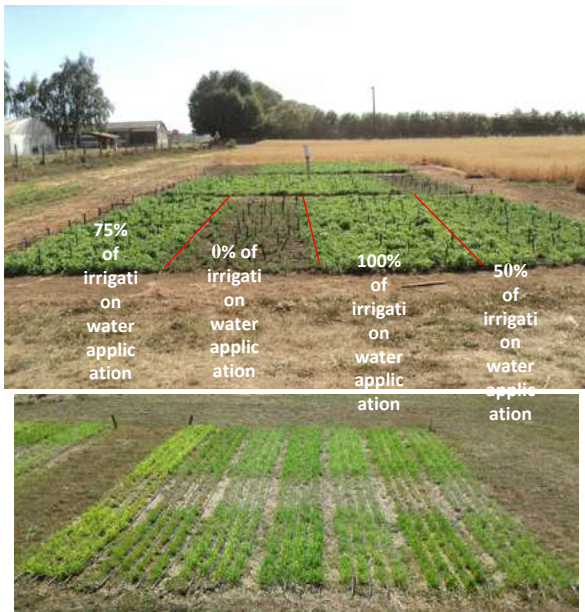 75%
of
irrigati
on
water
applic
ation
0% of
irrigati
on
water
applic
ation
100%
of
irrigati
on
water
applic
ation
50%
of
irrigati
on
water
applic
ation